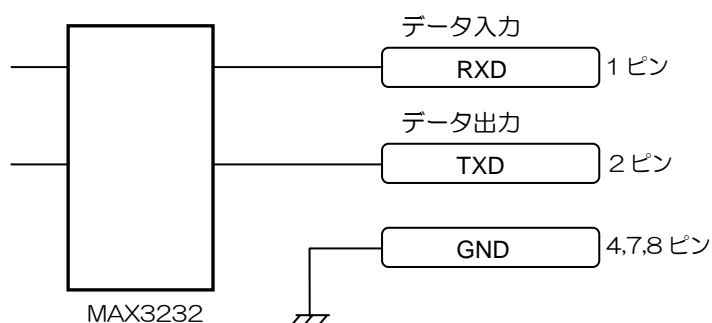 データ入力
RXD 1ピン
データ出力
TXD 2ピン
GND 4,7,8ピン
MAX3232